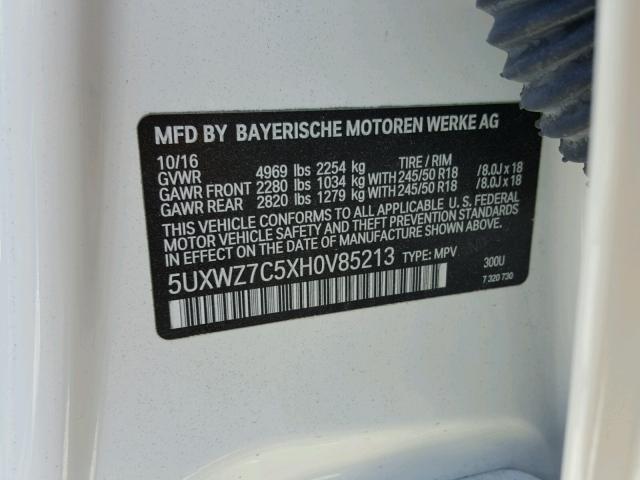 MFD BY BAYERISCHE MOTOREN WERKE AG
10/16 TIRE / RIM
GVWR 4969 lbs 2254 kg
GAWR FRONT 2280 lbs 1034 kg WITH 245/50 R18 /8.0J x 18
GAWR REAR 2820 lbs 1279 kg WITH 245/50 R18 /8.0J x 18
THIS VEHICLE CONFORMS TO ALL APPLICABLE U. S. FEDERAL
MOTOR VEHICLE SAFETY AND THEFT PREVENTION STANDARDS
IN EFFECT ON THE DATE OF MANUFACTURE SHOWN ABOVE.
5UXWZ7C5XH0V85213 TYPE: MPV 300U
7 320 730